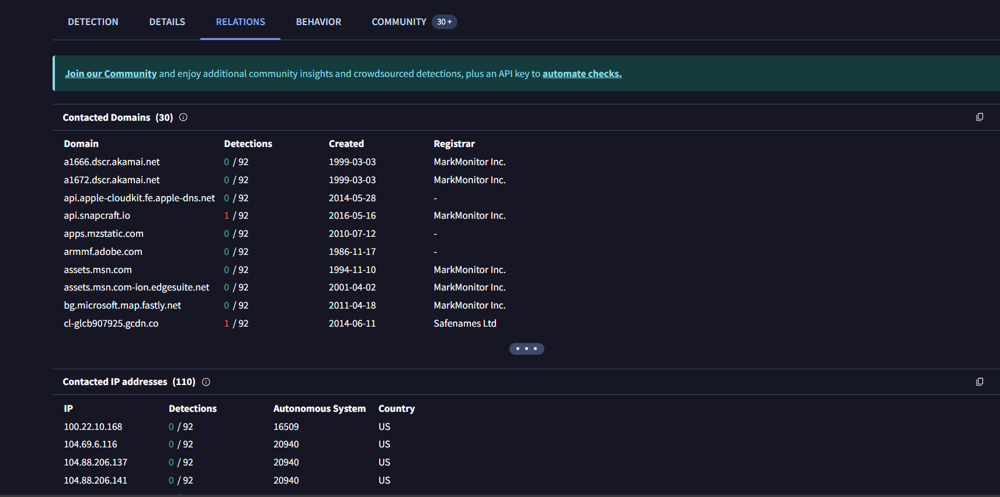 DETECTION DETAILS RELATIONS BEHAVIOR COMMUNITY 30+
Join our Community and enjoy additional community insights and crowdsourced detections, plus an API key to automate checks.
Contacted Domains (30)
Domain Detections Created Registrar
a1666.dscr.akamai.net 0 / 92 1999-03-03 MarkMonitor Inc.
a1672.dscr.akamai.net 0 / 92 1999-03-03 MarkMonitor Inc.
api.apple-cloudkit.fe.apple-dns.net 0 / 92 2014-05-28 -
api.snapcraft.io 1 / 92 2016-05-16 MarkMonitor Inc.
apps.mzstatic.com 0 / 92 2010-07-12 -
armmf.adobe.com 0 / 92 1986-11-17 -
assets.msn.com 0 / 92 1994-11-10 MarkMonitor Inc.
assets.msn.com-ion.edgesuite.net 0 / 92 2001-04-02 MarkMonitor Inc.
bg.microsoft.map.fastly.net 0 / 92 2011-04-18 MarkMonitor Inc.
cl-glcb907925.gcdn.co 1 / 92 2014-06-11 Safenames Ltd
Contacted IP addresses (110)
IP Detections Autonomous System Country
100.22.10.168 0 / 92 16509 US
104.69.6.116 0 / 92 20940 US
104.88.206.137 0 / 92 20940 US
104.88.206.141 0 / 92 20940 US